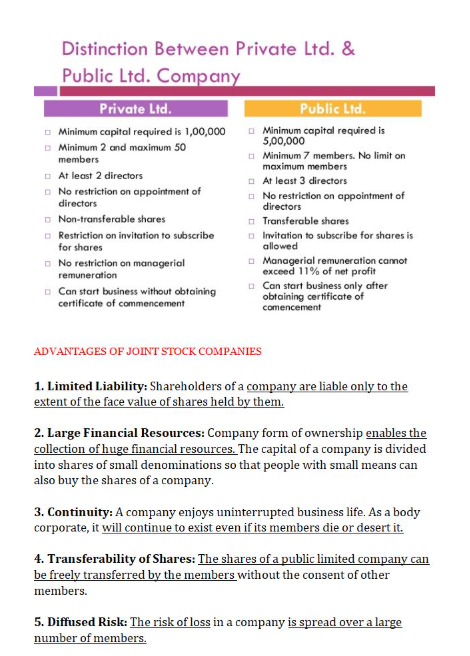 Distinction Between Private Ltd. &
Public Ltd. Company
Private Ltd.
Minimum capital required is 1,00,000
Minimum 2 and maximum 50
members
At least 2 directors
No restriction on appointment of
directors
Non-transferable shares
Restriction on invitation to subscribe
for shares
No restriction on managerial
remuneration
Can start business without obtaining
certificate of commencement
Public Ltd.
Minimum capital required is
5,00,000
Minimum 7 members. No limit on
maximum members
At least 3 directors
No restriction on appointment of
directors
Transferable shares
Invitation to subscribe for shares is
allowed
Managerial remuneration cannot
exceed 11% of net profit
Can start business only after
obtaining certificate of
comencement
ADVANTAGES OF JOINT STOCK COMPANIES
1. Limited Liability: Shareholders of a company are liable only to the
extent of the face value of shares held by them.
2. Large Financial Resources: Company form of ownership enables the
collection of huge financial resources. The capital of a company is divided
into shares of small denominations so that people with small means can
also buy the shares of a company.
3. Continuity: A company enjoys uninterrupted business life. As a body
corporate, it will continue to exist even if its members die or desert it.
4. Transferability of Shares: The shares of a public limited company can
be freely transferred by the members without the consent of other
members.
5. Diffused Risk: The risk of loss in a company is spread over a large
number of members.